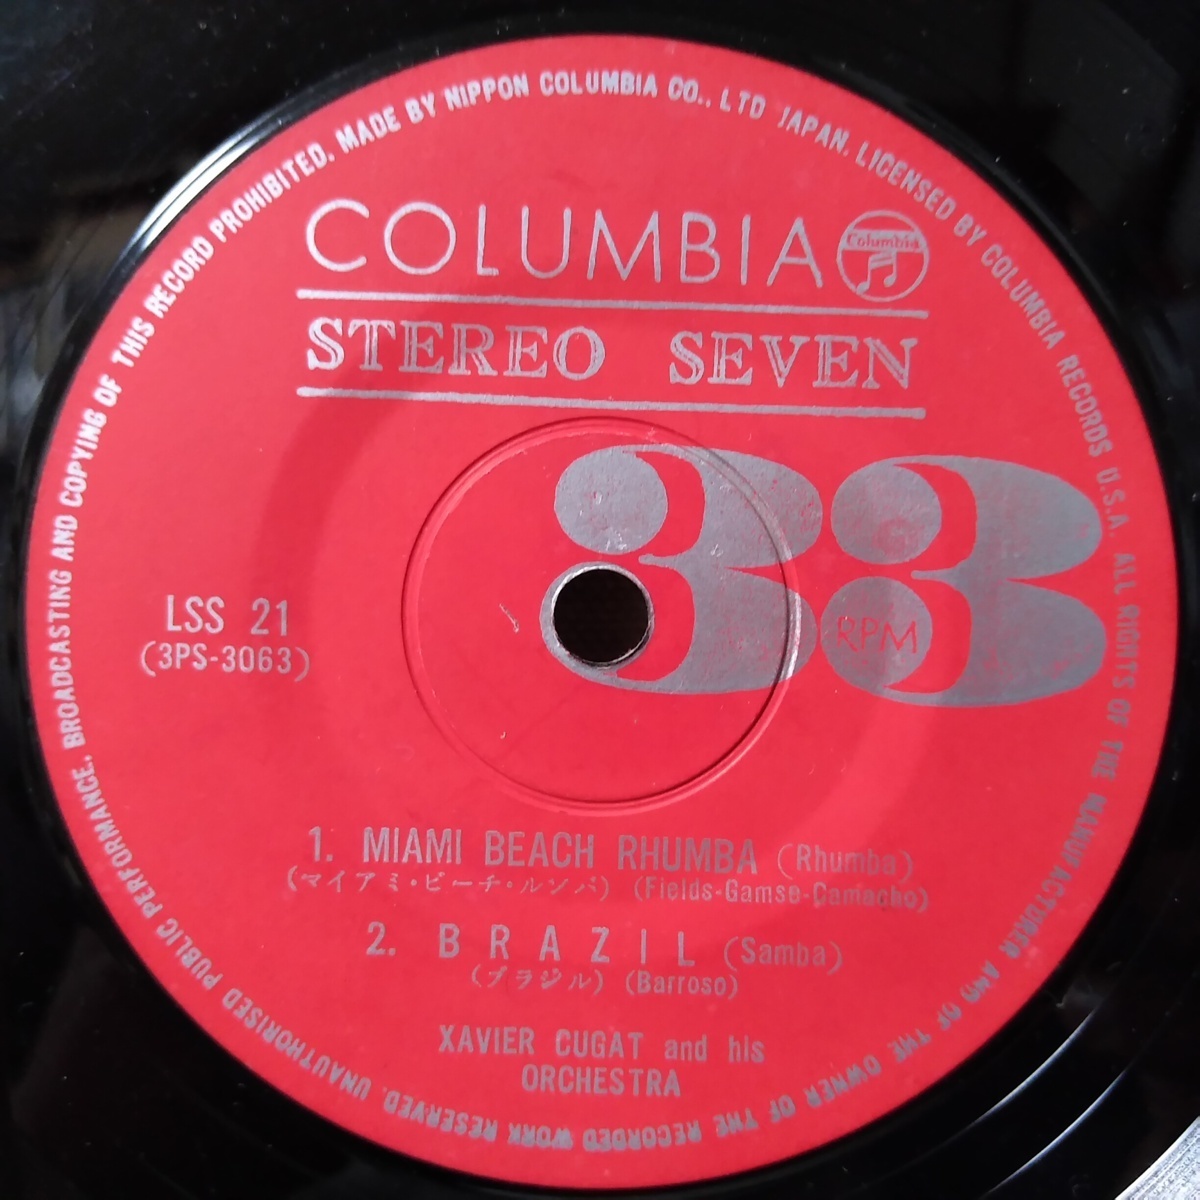 MADE BY NIPPON COLUMBIA CO., LTD JAPAN. LICENSED BY COLUMBIA RECORDS U.S.A. ALL RIGHTS OF THE MANUFACTURER AND OF THE OWNER OF THE RECORDED WORK RESERVED. UNAUTHORISED PUBLIC PERFORMANCE, BROADCASTING AND COPYING OF THIS RECORD PROHIBITED.
COLUMBIA
Columbia
STEREO SEVEN
33
RPM
LSS 21
(3PS-3063)
1. MIAMI BEACH RHUMBA (Rhumba)
(マイアミ・ビーチ・ルンバ) (Fields-Gamse-Camacho)
2. BRAZIL (Samba)
(ブラジル) (Barroso)
XAVIER CUGAT and his
ORCHESTRA